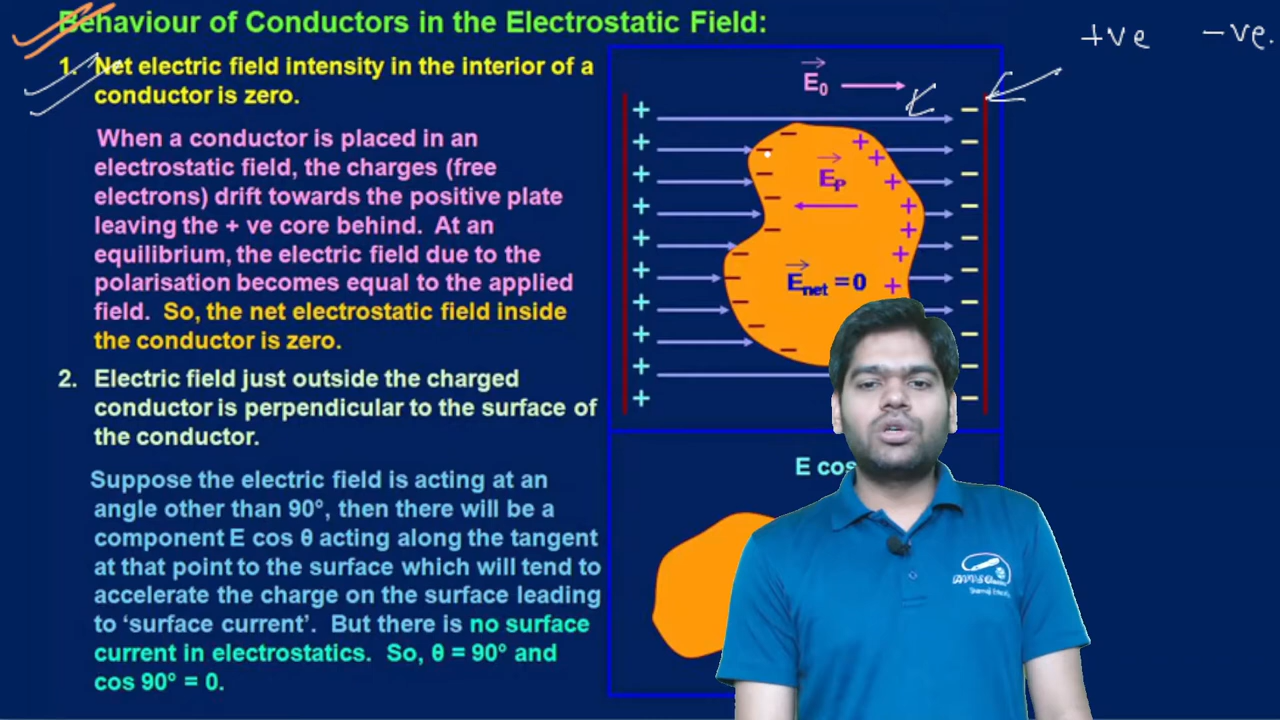 Behaviour of Conductors in the Electrostatic Field:
+ve -ve.
1. Net electric field intensity in the interior of a
conductor is zero.
When a conductor is placed in an
electrostatic field, the charges (free
electrons) drift towards the positive plate
leaving the + ve core behind. At an
equilibrium, the electric field due to the
polarisation becomes equal to the applied
field. So, the net electrostatic field inside
the conductor is zero.
2. Electric field just outside the charged
conductor is perpendicular to the surface of
the conductor.
Suppose the electric field is acting at an
angle other than 90°, then there will be a
component E cos θ acting along the tangent
at that point to the surface which will tend to
accelerate the charge on the surface leading
to ‘surface current’. But there is no surface
current in electrostatics. So, θ = 90° and
cos 90° = 0.
E₀
Eₚ
Eₙₑₜ = 0
E cos